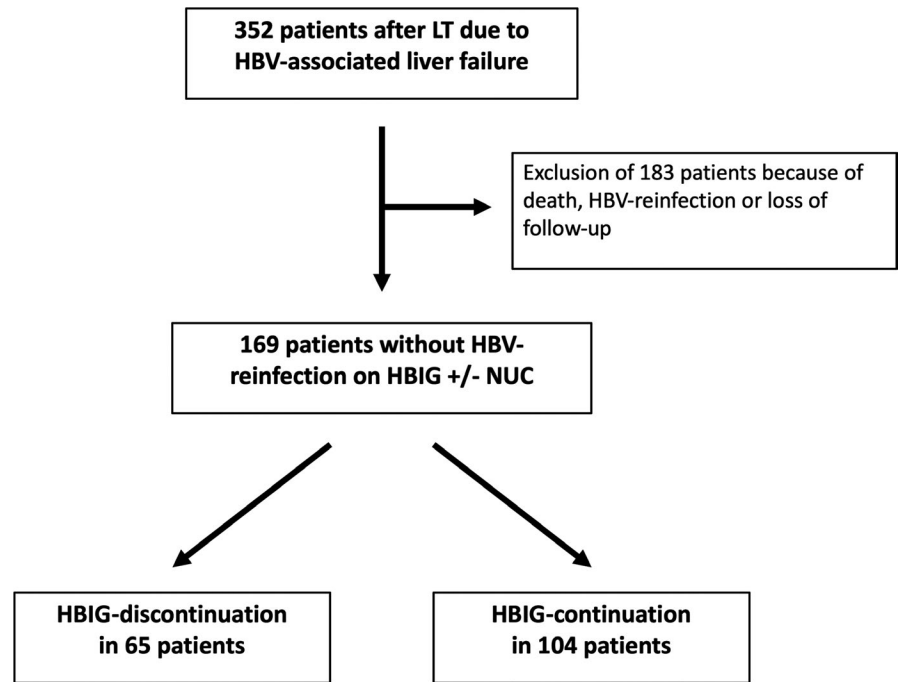 352 patients after LT due to
HBV-associated liver failure
Exclusion of 183 patients because of
death, HBV-reinfection or loss of
follow-up
169 patients without HBV-
reinfection on HBIG +/- NUC
HBIG-discontinuation
in 65 patients
HBIG-continuation
in 104 patients